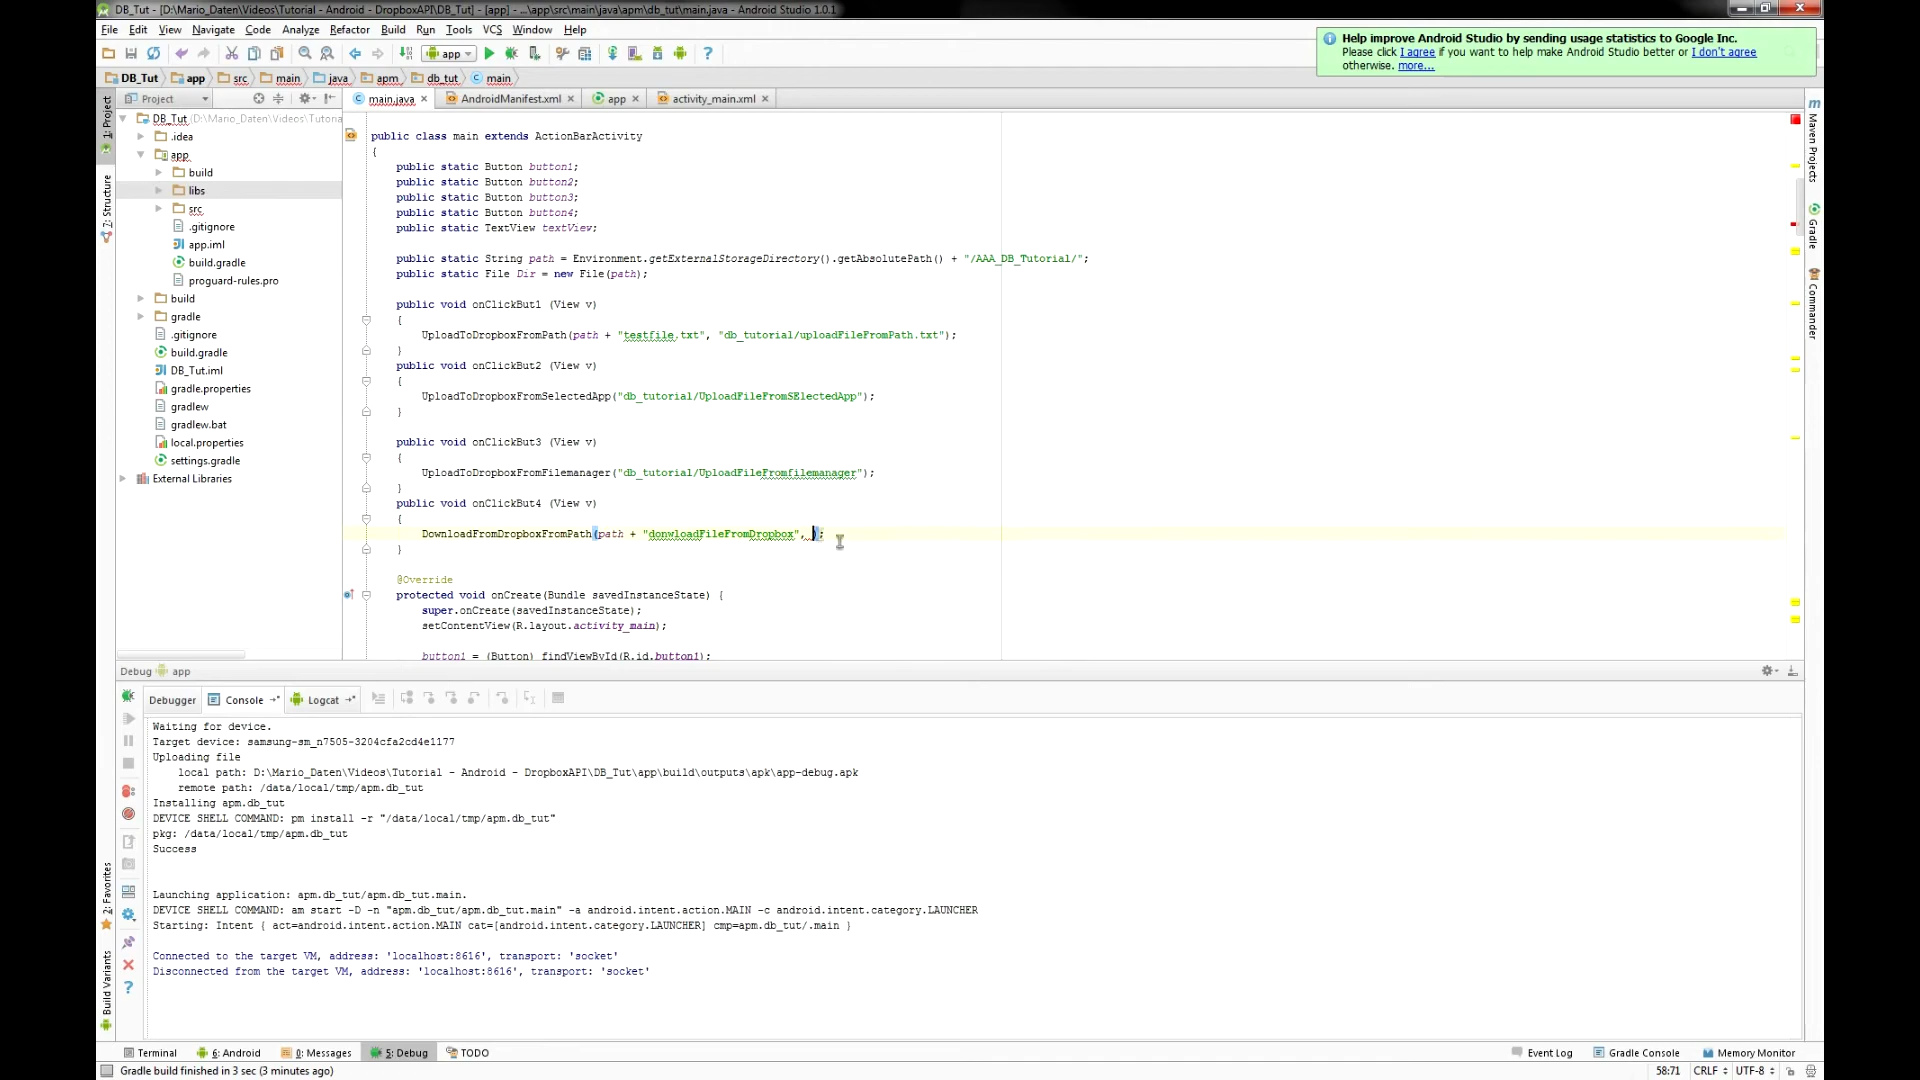 DB_Tut - [D:\Mario_Daten\Videos\Tutorial - Android - DropboxAPI\DB_Tut] - [app] - ...\app\src\main\java\apm\db_tut\main.java - Android Studio 1.0.1
File Edit View Navigate Code Analyze Refactor Build Run Tools VCS Window Help
Help improve Android Studio by sending usage statistics to Google Inc.
Please click I agree if you want to help make Android Studio better or I don't agree
otherwise. more...
app
DB_Tut app src main java apm db_tut main
Project
main.java AndroidManifest.xml app activity_main.xml
1: Project
7: Structure
2: Favorites
Build Variants
DB_Tut (D:\Mario_Daten\Videos\Tutoria
.idea
app
build
libs
src
.gitignore
app.iml
build.gradle
proguard-rules.pro
build
gradle
.gitignore
build.gradle
DB_Tut.iml
gradle.properties
gradlew
gradlew.bat
local.properties
settings.gradle
External Libraries
public class main extends ActionBarActivity
{
public static Button button1;
public static Button button2;
public static Button button3;
public static Button button4;
public static TextView textView;
public static String path = Environment.getExternalStorageDirectory().getAbsolutePath() + "/AAA_DB_Tutorial/";
public static File Dir = new File(path);
public void onClickBut1 (View v)
{
UploadToDropboxFromPath(path + "testfile.txt", "db_tutorial/uploadFileFromPath.txt");
}
public void onClickBut2 (View v)
{
UploadToDropboxFromSelectedApp("db_tutorial/UploadFileFromSElectedApp");
}
public void onClickBut3 (View v)
{
UploadToDropboxFromFilemanager("db_tutorial/UploadFileFromfilemanager");
}
public void onClickBut4 (View v)
{
DownloadFromDropboxFromPath(path + "donwloadFileFromDropbox", );
}
@Override
protected void onCreate(Bundle savedInstanceState) {
super.onCreate(savedInstanceState);
setContentView(R.layout.activity_main);
button1 = (Button) findViewById(R.id.button1);
m
Maven Projects
Gradle
Commander
Debug app
Debugger Console Logcat
Waiting for device.
Target device: samsung-sm_n7505-3204cfa2cd4e1177
Uploading file
local path: D:\Mario_Daten\Videos\Tutorial - Android - DropboxAPI\DB_Tut\app\build\outputs\apk\app-debug.apk
remote path: /data/local/tmp/apm.db_tut
Installing apm.db_tut
DEVICE SHELL COMMAND: pm install -r "/data/local/tmp/apm.db_tut"
pkg: /data/local/tmp/apm.db_tut
Success
Launching application: apm.db_tut/apm.db_tut.main.
DEVICE SHELL COMMAND: am start -D -n "apm.db_tut/apm.db_tut.main" -a android.intent.action.MAIN -c android.intent.category.LAUNCHER
Starting: Intent { act=android.intent.action.MAIN cat=[android.intent.category.LAUNCHER] cmp=apm.db_tut/.main }
Connected to the target VM, address: 'localhost:8616', transport: 'socket'
Disconnected from the target VM, address: 'localhost:8616', transport: 'socket'
Terminal 6: Android 0: Messages 5: Debug TODO Event Log Gradle Console Memory Monitor
Gradle build finished in 3 sec (3 minutes ago) 58:71 CRLF UTF-8